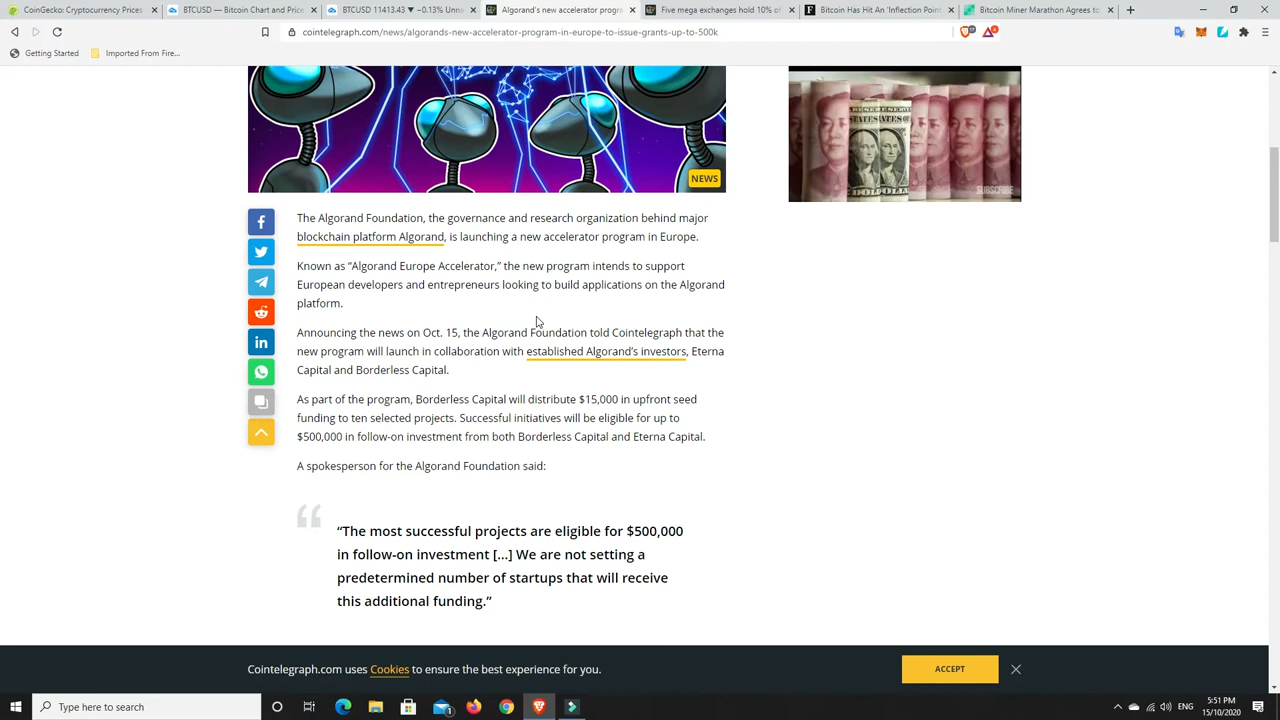 CoinGecko: Cryptocurrency Prices
BTCUSD — Bitcoin Chart and Price
BTCUSD 11413.43 ▼ −0.13% Unna
Algorand's new accelerator progr
Five mega exchanges hold 10% of
Bitcoin Has Hit An 'Inflection Point
Bitcoin Miner Marathon Agrees to
cointelegraph.com/news/algorands-new-accelerator-program-in-europe-to-issue-grants-up-to-500k
Getting Started
Imported From Fire...
NEWS
STATES
SUBSCRIBE
The Algorand Foundation, the governance and research organization behind major
blockchain platform Algorand, is launching a new accelerator program in Europe.
Known as “Algorand Europe Accelerator,” the new program intends to support
European developers and entrepreneurs looking to build applications on the Algorand
platform.
Announcing the news on Oct. 15, the Algorand Foundation told Cointelegraph that the
new program will launch in collaboration with established Algorand’s investors, Eterna
Capital and Borderless Capital.
As part of the program, Borderless Capital will distribute $15,000 in upfront seed
funding to ten selected projects. Successful initiatives will be eligible for up to
$500,000 in follow-on investment from both Borderless Capital and Eterna Capital.
A spokesperson for the Algorand Foundation said:
“The most successful projects are eligible for $500,000
in follow-on investment [...] We are not setting a
predetermined number of startups that will receive
this additional funding.”
Cointelegraph.com uses Cookies to ensure the best experience for you.
ACCEPT
Type here to search
ENG
5:51 PM
15/10/2020